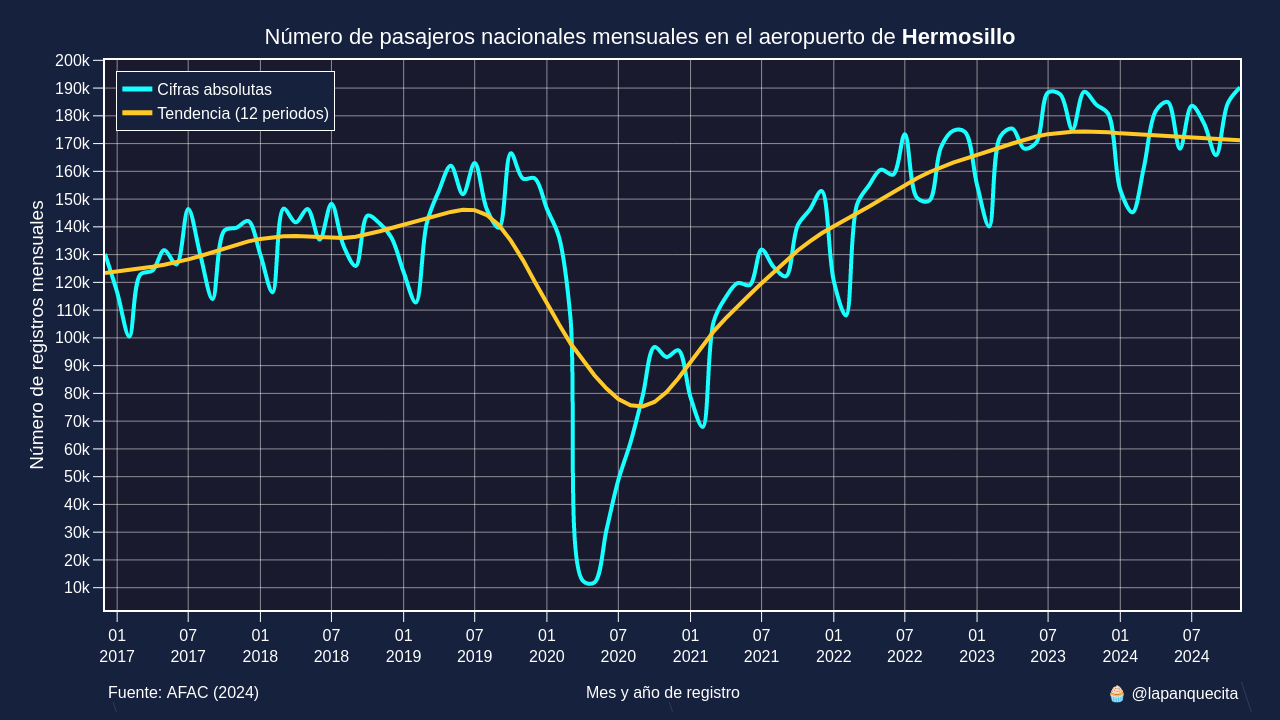 Número de pasajeros nacionales mensuales en el aeropuerto de Hermosillo
200k
190k
180k
170k
160k
150k
140k
130k
120k
110k
100k
90k
80k
70k
60k
50k
40k
30k
20k
10k
Número de registros mensuales
Cifras absolutas
Tendencia (12 periodos)
01 07 01 07 01 07 01 07 01 07 01 07 01 07 01 07
2017 2017 2018 2018 2019 2019 2020 2020 2021 2021 2022 2022 2023 2023 2024 2024
Fuente: AFAC (2024) Mes y año de registro 🧁 @lapanquecita